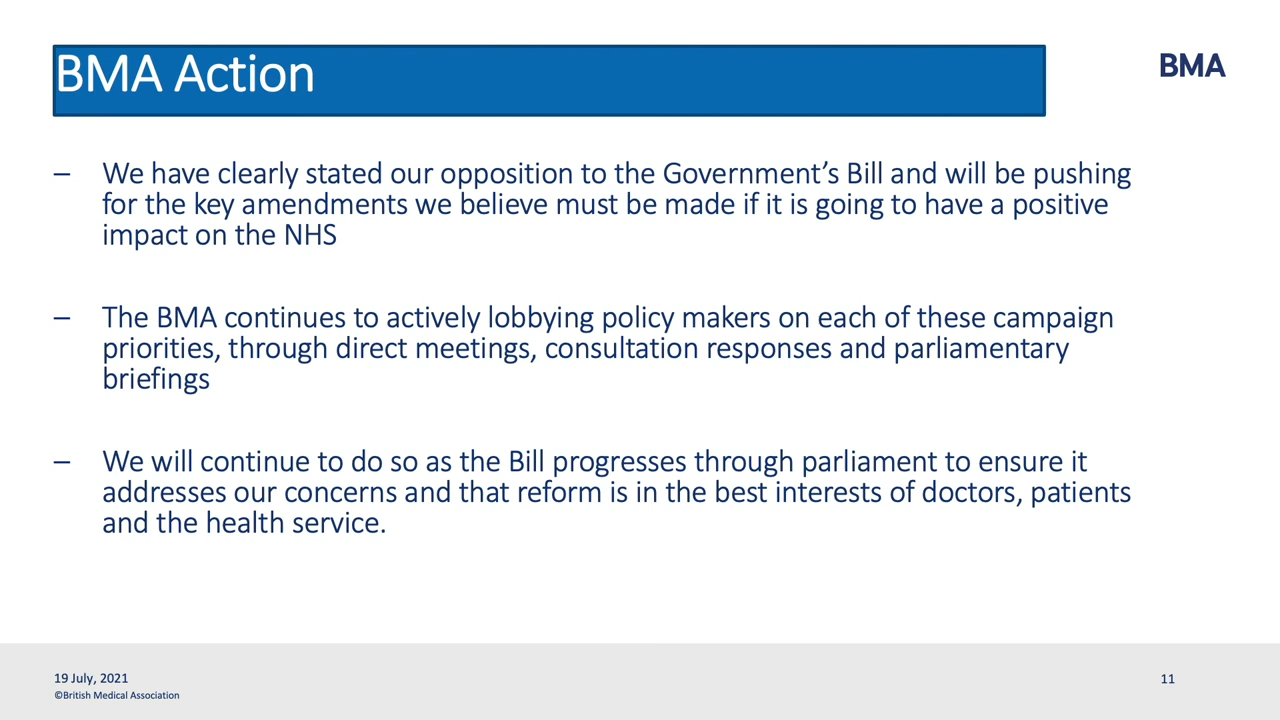 BMA Action
BMA
– We have clearly stated our opposition to the Government’s Bill and will be pushing
for the key amendments we believe must be made if it is going to have a positive
impact on the NHS
– The BMA continues to actively lobbying policy makers on each of these campaign
priorities, through direct meetings, consultation responses and parliamentary
briefings
– We will continue to do so as the Bill progresses through parliament to ensure it
addresses our concerns and that reform is in the best interests of doctors, patients
and the health service.
19 July, 2021
©British Medical Association
11